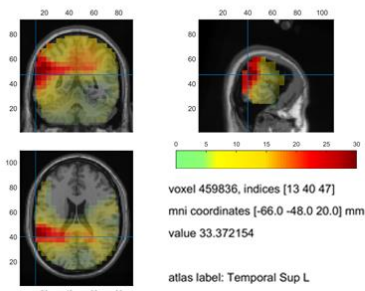 20 40 60 80
80
60
40
20
20 40 60 80 100
80
60
40
20
0 5 10 15 20 25 30
100
80
60
40
20
voxel 459836, indices [13 40 47]
mni coordinates [-66.0 -48.0 20.0] mm
value 33.372154
atlas label: Temporal Sup L